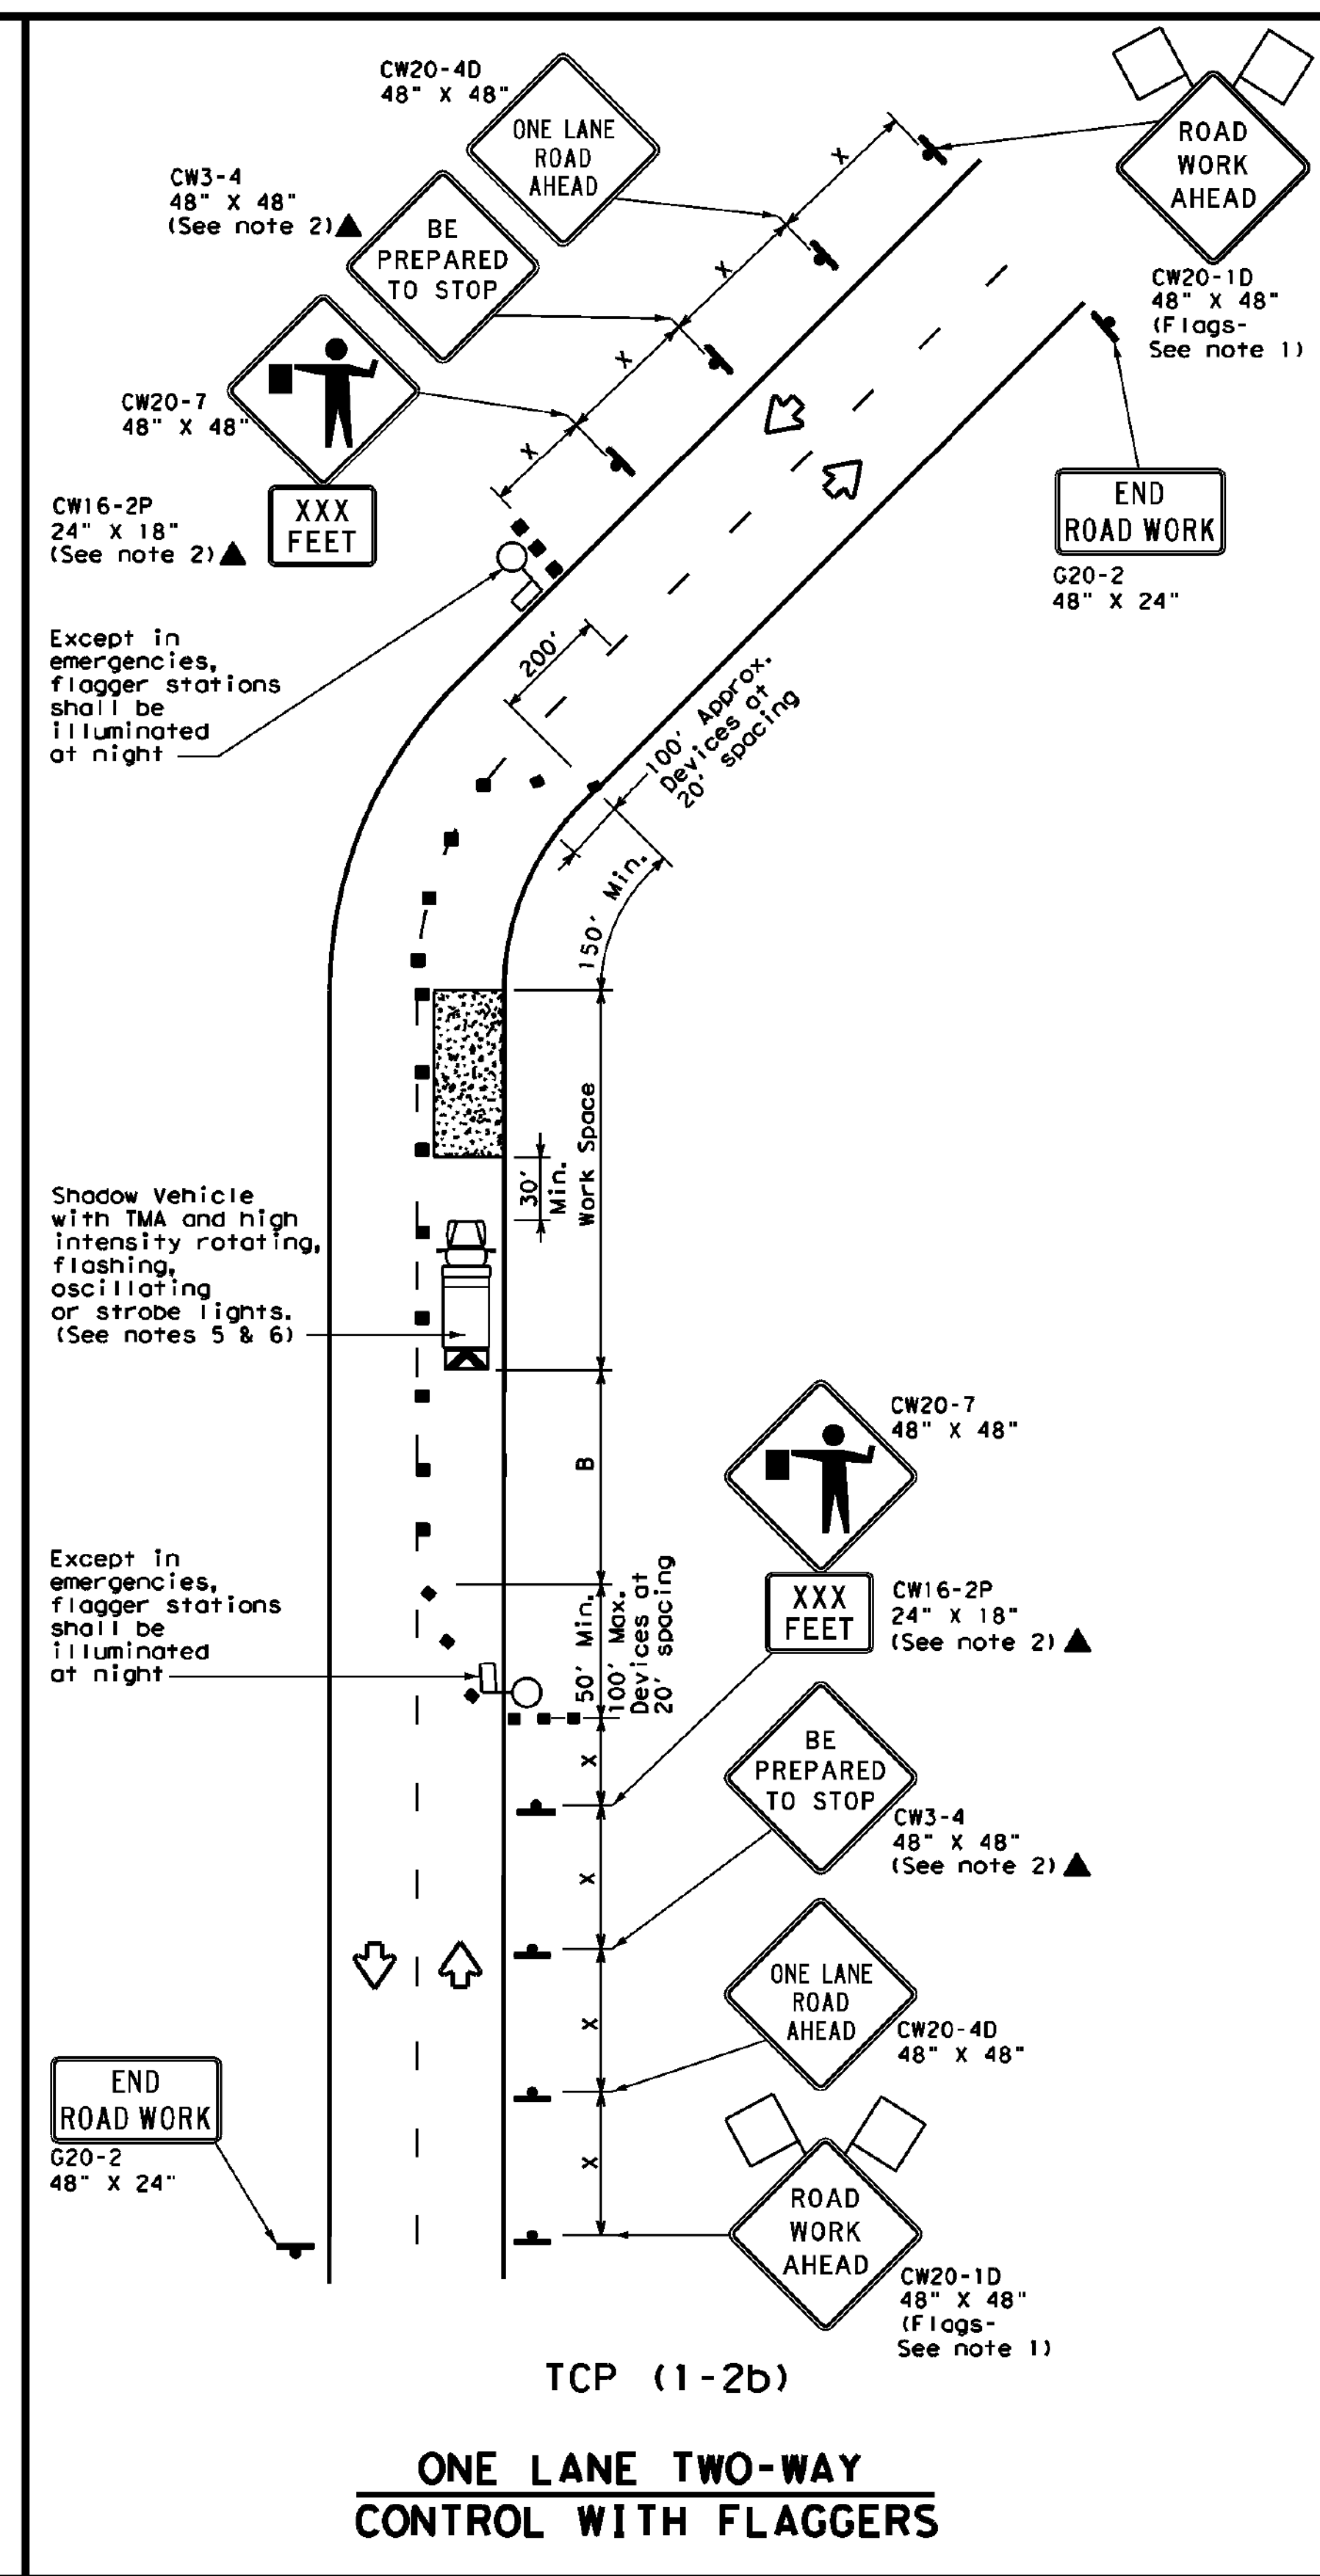 CW20-4D
48" X 48"
ONE LANE
ROAD
AHEAD
ROAD
WORK
AHEAD
CW20-1D
48" X 48"
(Flags-
See note 1)
CW3-4
48" X 48"
(See note 2)▲
BE
PREPARED
TO STOP
X
X
X
X
CW20-7
48" X 48"
CW16-2P
24" X 18"
(See note 2)▲
XXX
FEET
END
ROAD WORK
G20-2
48" X 24"
Except in
emergencies,
flagger stations
shall be
illuminated
at night
200'
100' Approx.
Devices at
20' spacing
150' Min.
Work Space
30'
Min.
Shadow Vehicle
with TMA and high
intensity rotating,
flashing,
oscillating
or strobe lights.
(See notes 5 & 6)
B
CW20-7
48" X 48"
XXX
FEET
CW16-2P
24" X 18"
(See note 2)▲
Except in
emergencies,
flagger stations
shall be
illuminated
at night
50' Min.
100' Max.
Devices at
20' spacing
X
X
X
X
BE
PREPARED
TO STOP
CW3-4
48" X 48"
(See note 2)▲
ONE LANE
ROAD
AHEAD
CW20-4D
48" X 48"
END
ROAD WORK
G20-2
48" X 24"
ROAD
WORK
AHEAD
CW20-1D
48" X 48"
(Flags-
See note 1)
TCP (1-2b)
ONE LANE TWO-WAY
CONTROL WITH FLAGGERS